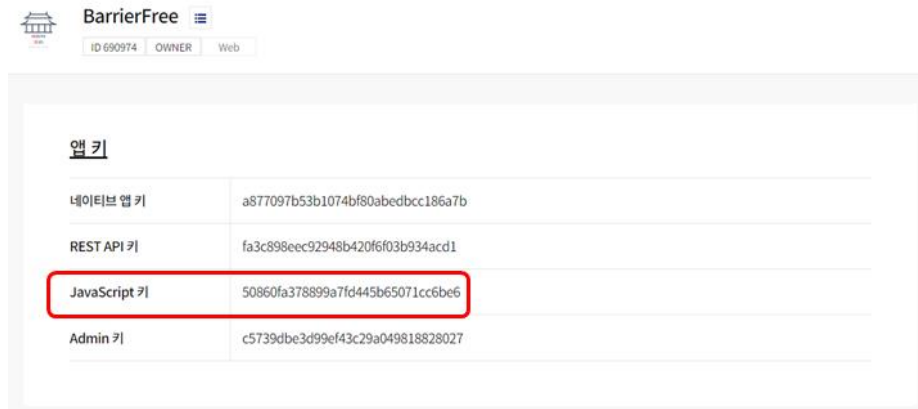 BarrierFree
ID 690974 OWNER Web
앱 키
네이티브 앱 키 a877097b53b1074bf80abedbcc186a7b
REST API 키 fa3c898eec92948b420f6f03b934acd1
JavaScript 키 50860fa378899a7fd445b65071cc6be6
Admin 키 c5739dbe3d99ef43c29a049818828027